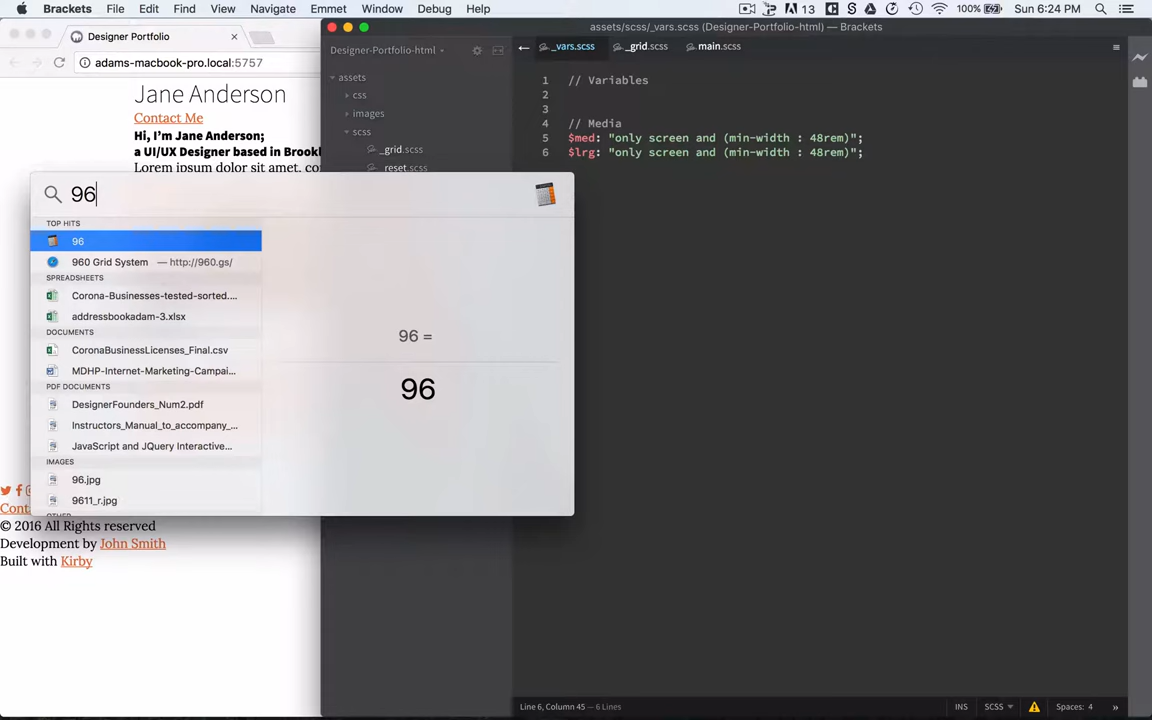 Brackets File Edit View Navigate Emmet Window Debug Help 13 100% Sun 6:24 PM
Designer Portfolio
adams-macbook-pro.local:5757
Jane Anderson
Contact Me
Hi, I'm Jane Anderson;
a UI/UX Designer based in Brookl
Lorem ipsum dolor sit amet, co
assets/scss/_vars.scss (Designer-Portfolio-html) — Brackets
Designer-Portfolio-html
assets
css
images
scss
_grid.scss
reset.scss
_vars.scss _grid.scss main.scss
1 // Variables
2
3
4 // Media
5 $med: "only screen and (min-width : 48rem)";
6 $lrg: "only screen and (min-width : 48rem)";
96
TOP HITS
96
960 Grid System — http://960.gs/
SPREADSHEETS
Corona-Businesses-tested-sorted....
addressbookadam-3.xlsx
DOCUMENTS
CoronaBusinessLicenses_Final.csv
MDHP-Internet-Marketing-Campai...
PDF DOCUMENTS
DesignerFounders_Num2.pdf
Instructors_Manual_to_accompany_...
JavaScript and JQuery Interactive...
IMAGES
96.jpg
9611_r.jpg
96 =
96
Cont
© 2016 All Rights reserved
Development by John Smith
Built with Kirby
Line 6, Column 45 — 6 Lines
INS SCSS Spaces: 4